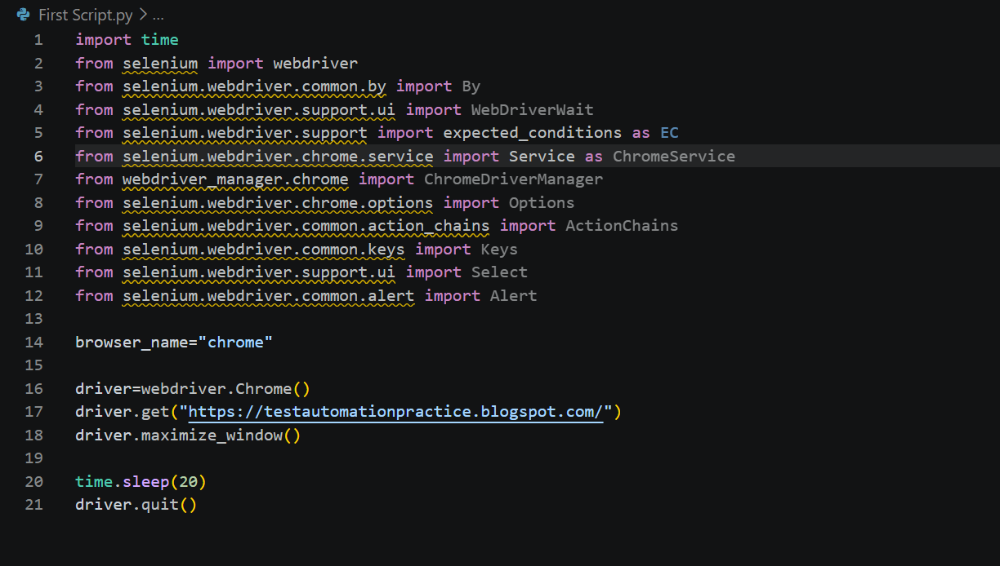 First Script.py > ...
1 import time
2 from selenium import webdriver
3 from selenium.webdriver.common.by import By
4 from selenium.webdriver.support.ui import WebDriverWait
5 from selenium.webdriver.support import expected_conditions as EC
6 from selenium.webdriver.chrome.service import Service as ChromeService
7 from webdriver_manager.chrome import ChromeDriverManager
8 from selenium.webdriver.chrome.options import Options
9 from selenium.webdriver.common.action_chains import ActionChains
10 from selenium.webdriver.common.keys import Keys
11 from selenium.webdriver.support.ui import Select
12 from selenium.webdriver.common.alert import Alert
13
14 browser_name="chrome"
15
16 driver=webdriver.Chrome()
17 driver.get("https://testautomationpractice.blogspot.com/")
18 driver.maximize_window()
19
20 time.sleep(20)
21 driver.quit()